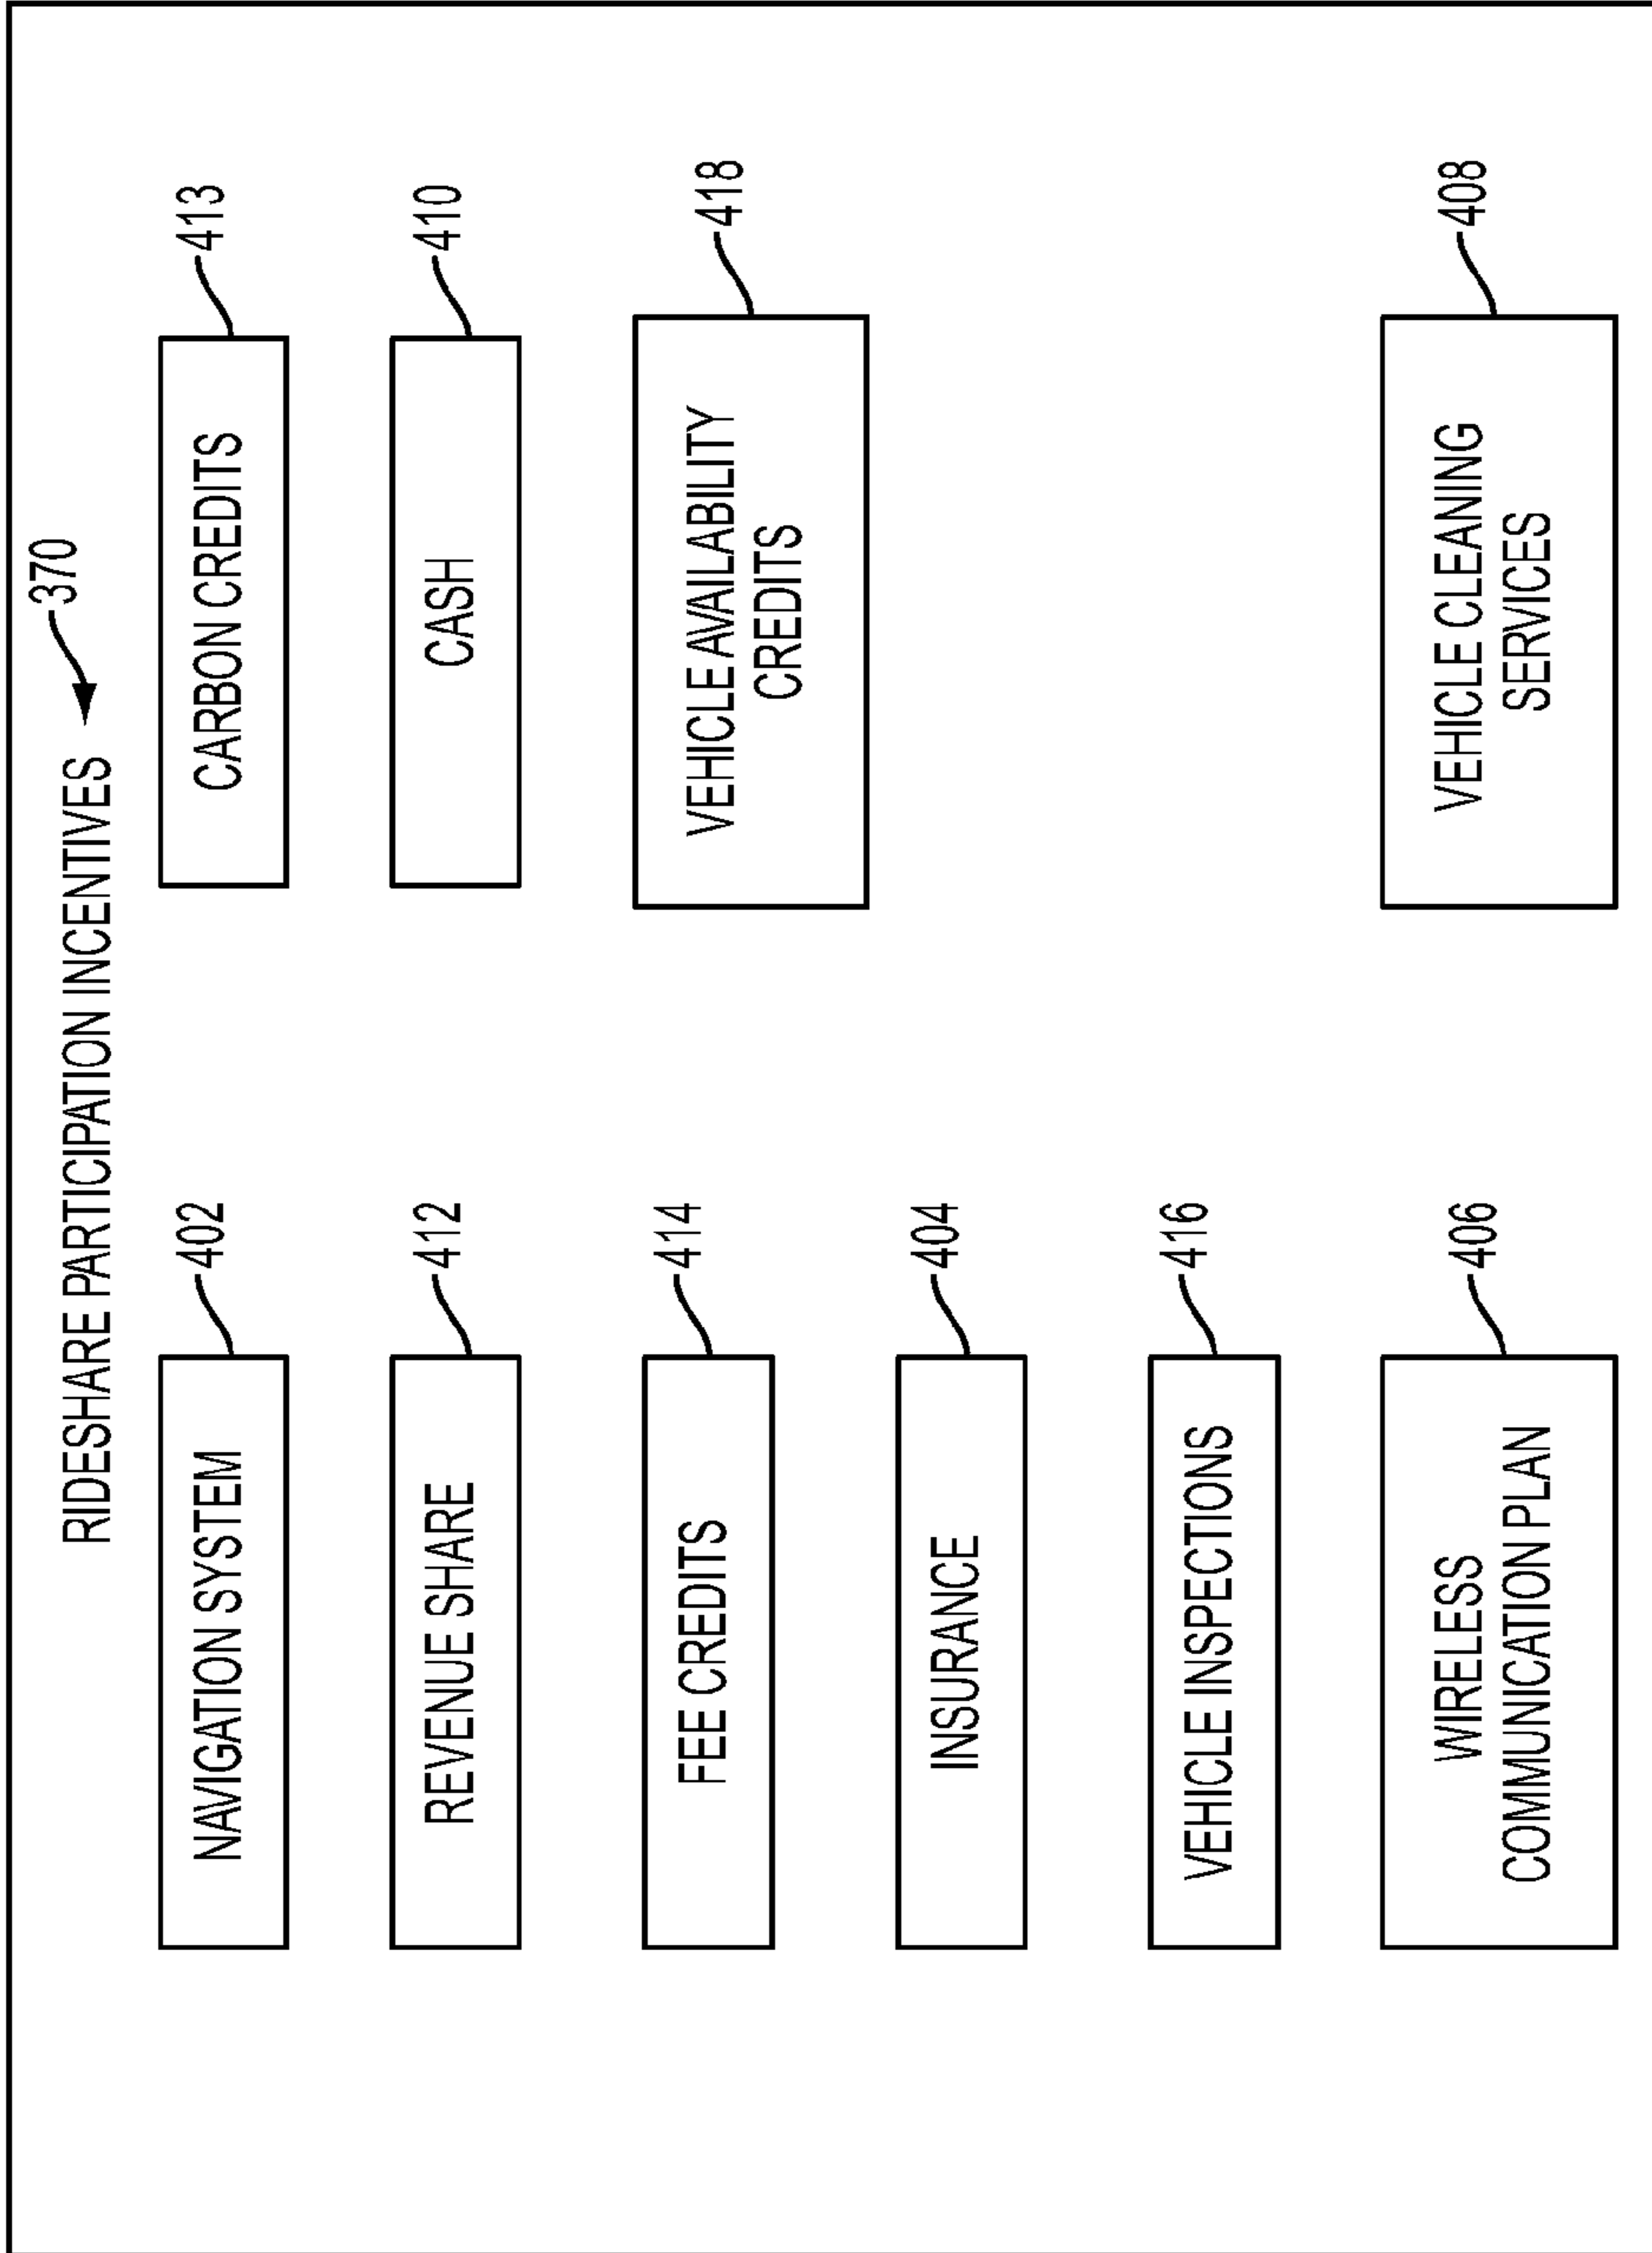 RIDESHARE PARTICIPATION INCENTIVES
370
NAVIGATION SYSTEM
402
CARBON CREDITS
413
REVENUE SHARE
412
CASH
410
FEE CREDITS
414
VEHICLE AVAILABILITY
CREDITS
418
INSURANCE
404
VEHICLE INSPECTIONS
416
WIRELESS
COMMUNICATION PLAN
406
VEHICLE CLEANING
SERVICES
408